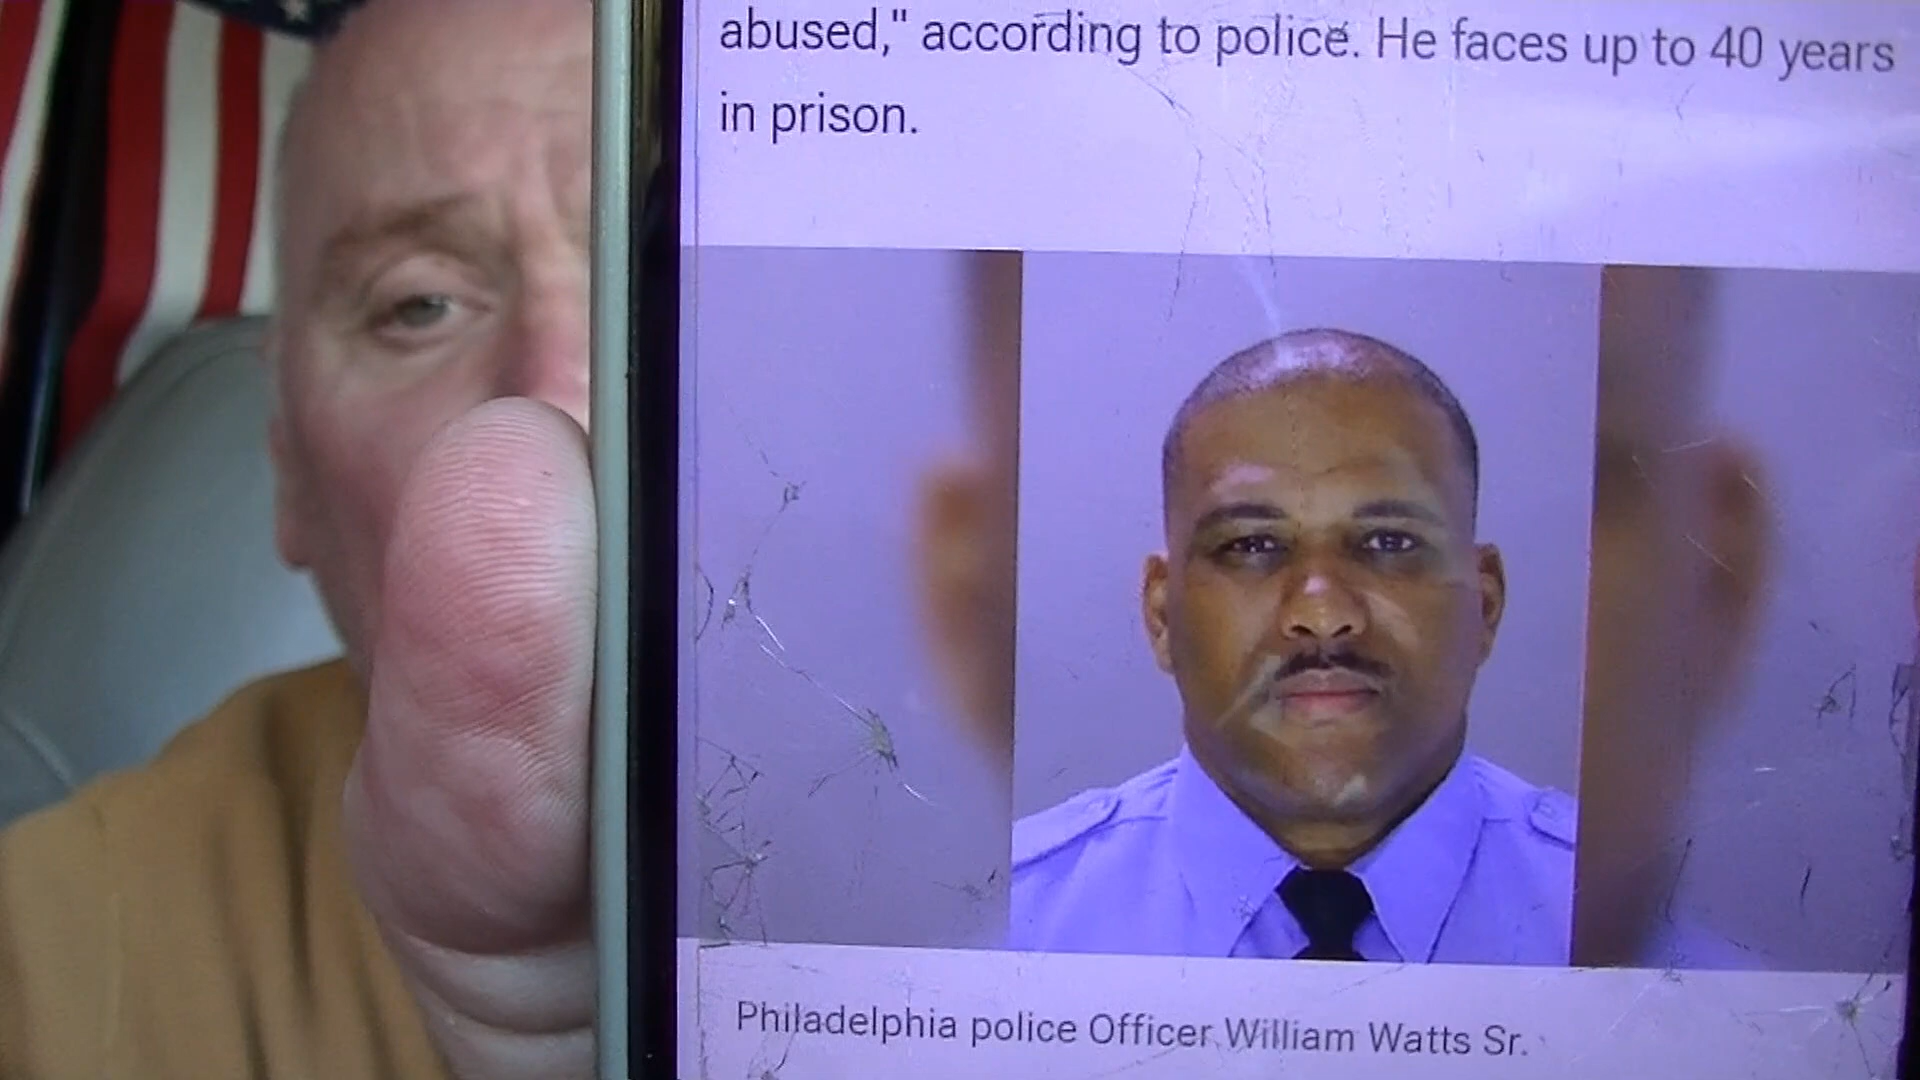 abused," according to police. He faces up to 40 years
in prison.
Philadelphia police Officer William Watts Sr.